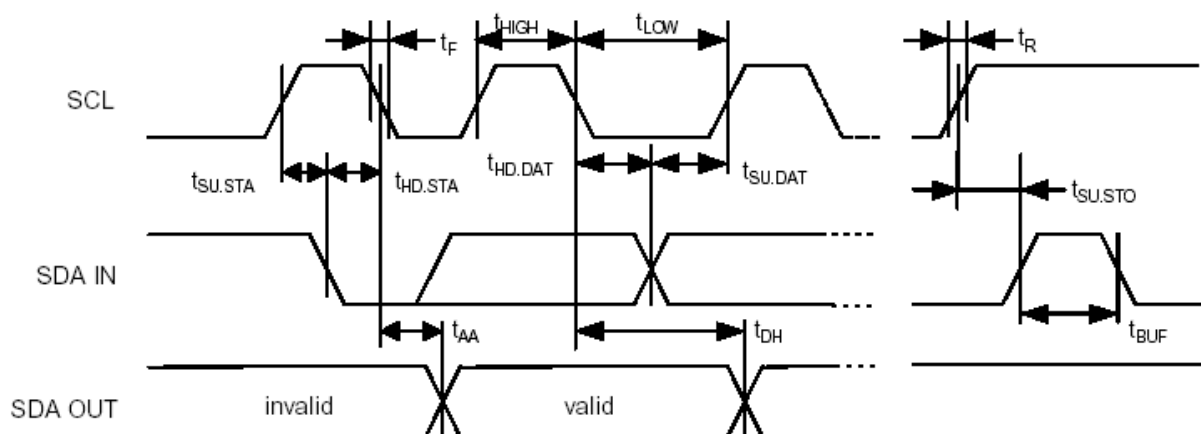 tF tHIGH tLOW tR
SCL
tSU.STA tHD.STA tHD.DAT tSU.DAT tSU.STO
SDA IN
tAA tDH tBUF
SDA OUT invalid valid